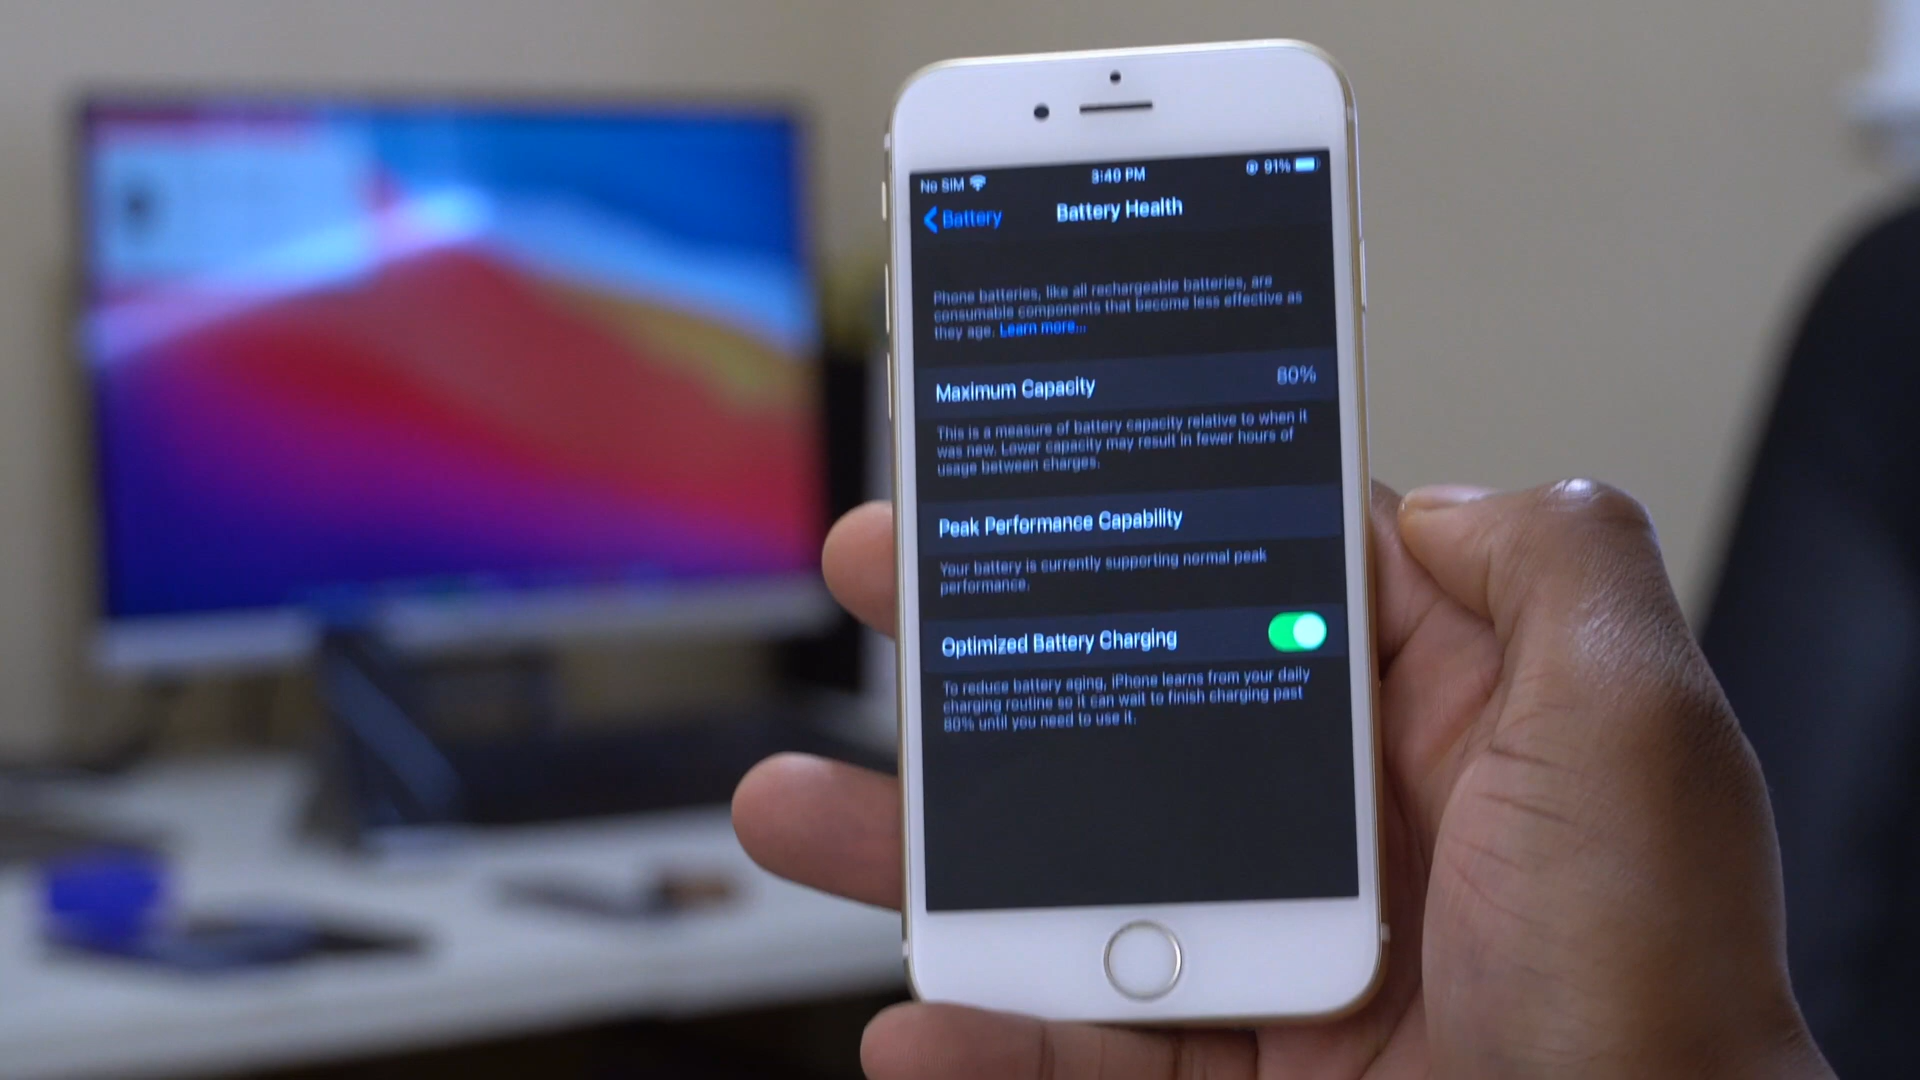 No SIM 3:40 PM 91%
Battery Battery Health
Phone batteries, like all rechargeable batteries, are
consumable components that become less effective as
they age. Learn more...
Maximum Capacity 80%
This is a measure of battery capacity relative to when it
was new. Lower capacity may result in fewer hours of
usage between charges.
Peak Performance Capability
Your battery is currently supporting normal peak
performance.
Optimized Battery Charging
To reduce battery aging, iPhone learns from your daily
charging routine so it can wait to finish charging past
80% until you need to use it.